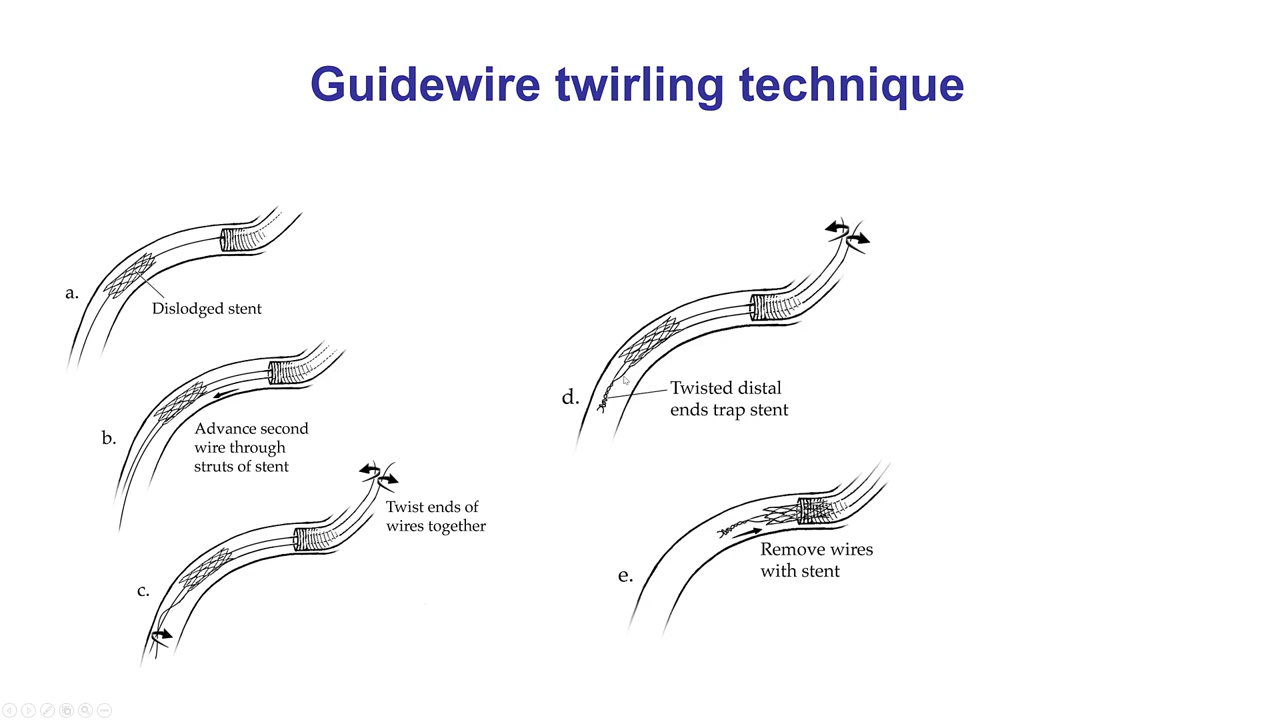 Guidewire twirling technique
a.
Dislodged stent
b.
Advance second
wire through
struts of stent
c.
Twist ends of
wires together
d.
Twisted distal
ends trap stent
e.
Remove wires
with stent